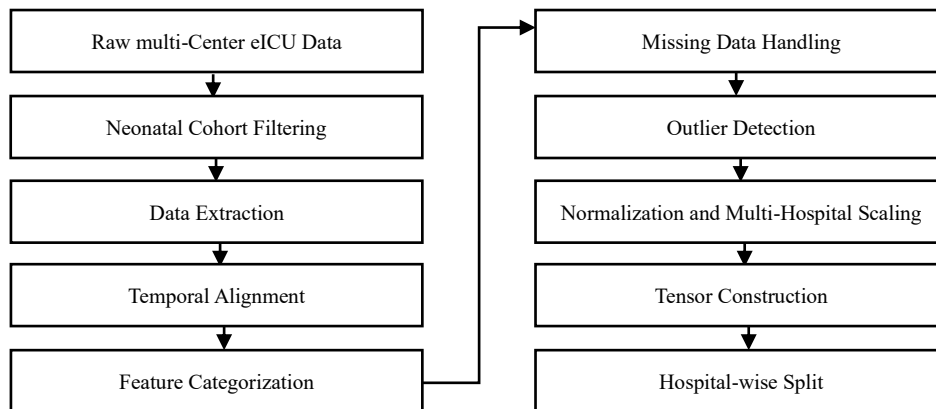 Raw multi-Center eICU Data
Neonatal Cohort Filtering
Data Extraction
Temporal Alignment
Feature Categorization
Missing Data Handling
Outlier Detection
Normalization and Multi-Hospital Scaling
Tensor Construction
Hospital-wise Split